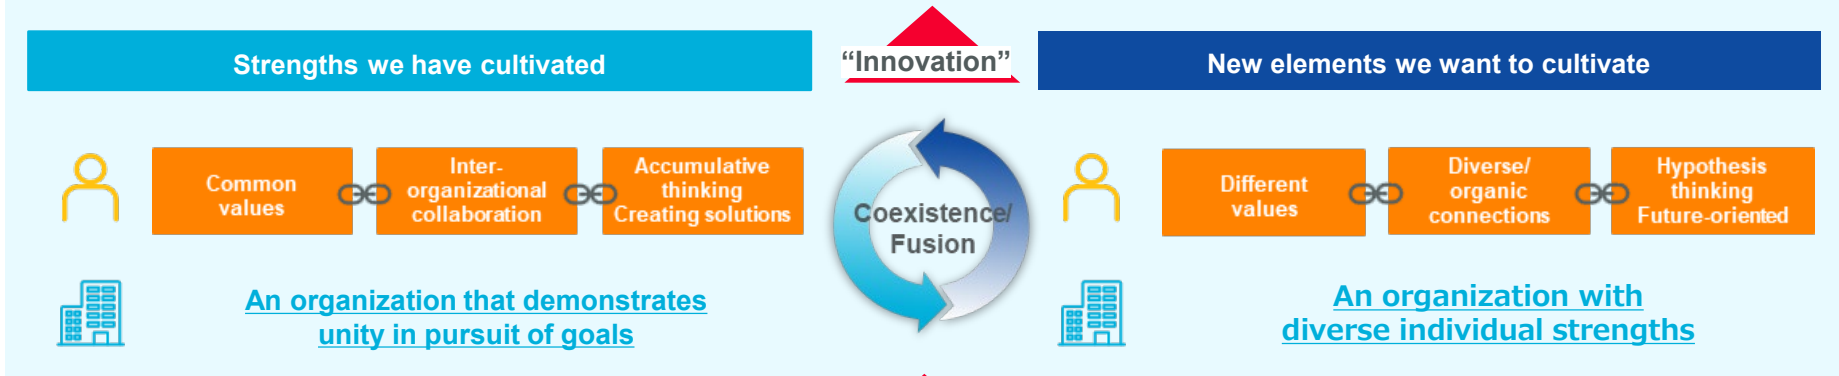 Strengths we have cultivated
“Innovation”
New elements we want to cultivate
Common
values
Inter-
organizational
collaboration
Accumulative
thinking
Creating solutions
Coexistence/
Fusion
Different
values
Diverse/
organic
connections
Hypothesis
thinking
Future-oriented
An organization that demonstrates
unity in pursuit of goals
An organization with
diverse individual strengths